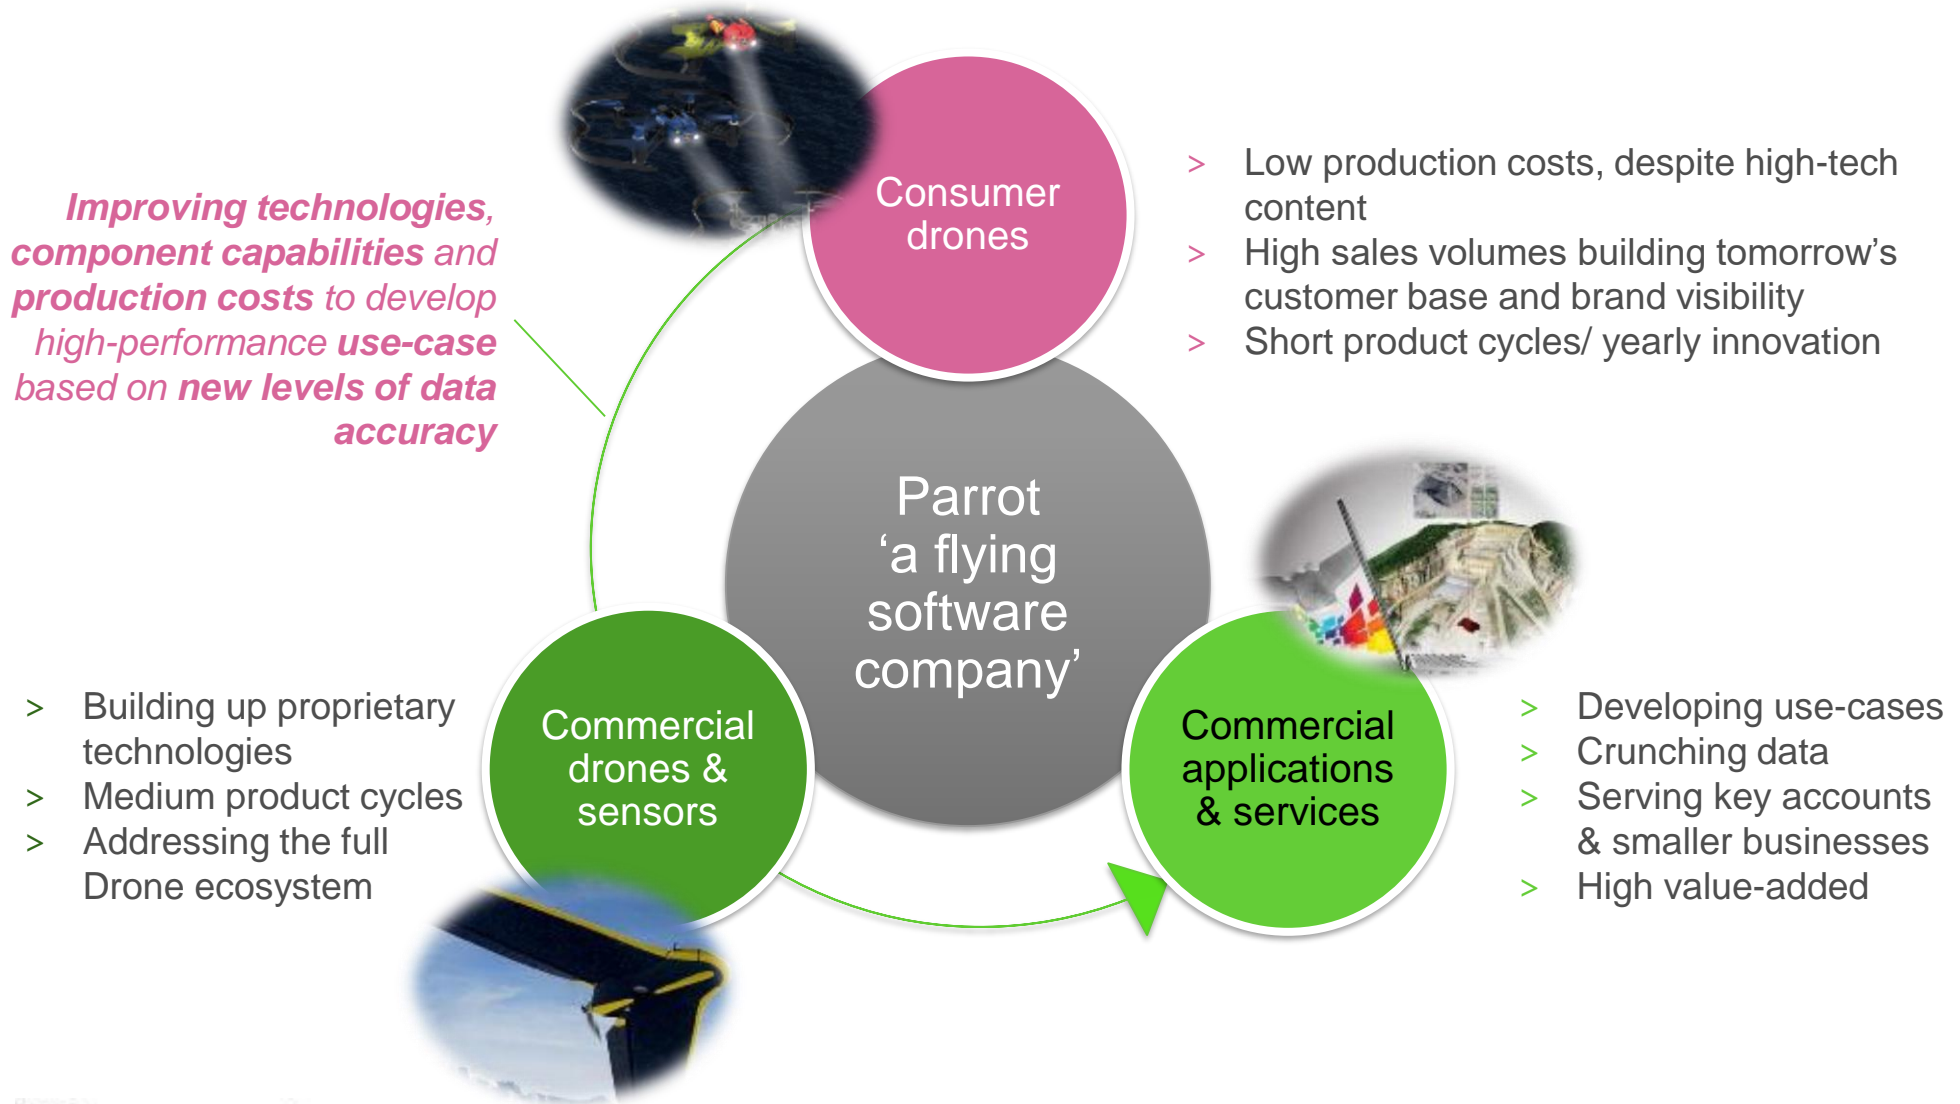 Consumer
drones
> Low production costs, despite high-tech
content
> High sales volumes building tomorrow’s
customer base and brand visibility
> Short product cycles/ yearly innovation
Improving technologies,
component capabilities and
production costs to develop
high-performance use-case
based on new levels of data
accuracy
Parrot
‘a flying
software
company’
> Building up proprietary
technologies
> Medium product cycles
> Addressing the full
Drone ecosystem
Commercial
drones &
sensors
Commercial
applications
& services
> Developing use-cases
> Crunching data
> Serving key accounts
& smaller businesses
> High value-added